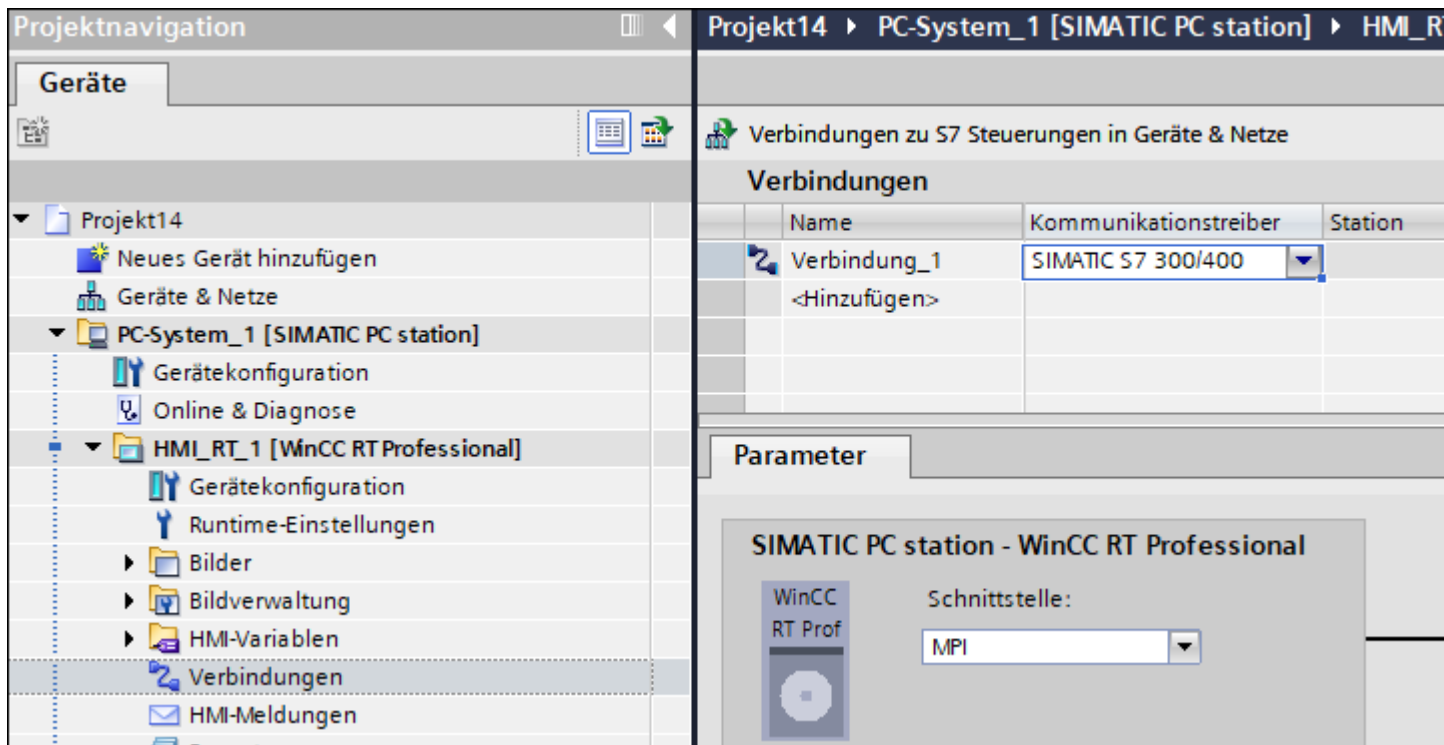 Projektnavigation
Geräte
Projekt14
Neues Gerät hinzufügen
Geräte & Netze
PC-System_1 [SIMATIC PC station]
Gerätekonfiguration
Online & Diagnose
HMI_RT_1 [WinCC RT Professional]
Gerätekonfiguration
Runtime-Einstellungen
Bilder
Bildverwaltung
HMI-Variablen
Verbindungen
HMI-Meldungen
Projekt14 PC-System_1 [SIMATIC PC station] HMI_R
Verbindungen zu S7 Steuerungen in Geräte & Netze
Verbindungen
Name Kommunikationstreiber Station
Verbindung_1 SIMATIC S7 300/400
<Hinzufügen>
Parameter
SIMATIC PC station - WinCC RT Professional
WinCC
RT Prof
Schnittstelle:
MPI